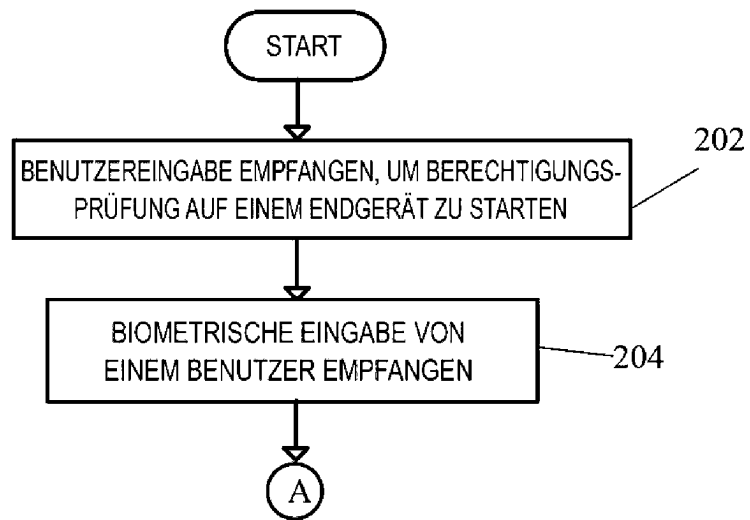 START
BENUTZEREINGABE EMPFANGEN, UM BERECHTIGUNGS-
PRÜFUNG AUF EINEM ENDGERÄT ZU STARTEN
202
BIOMETRISCHE EINGABE VON
EINEM BENUTZER EMPFANGEN
204
A